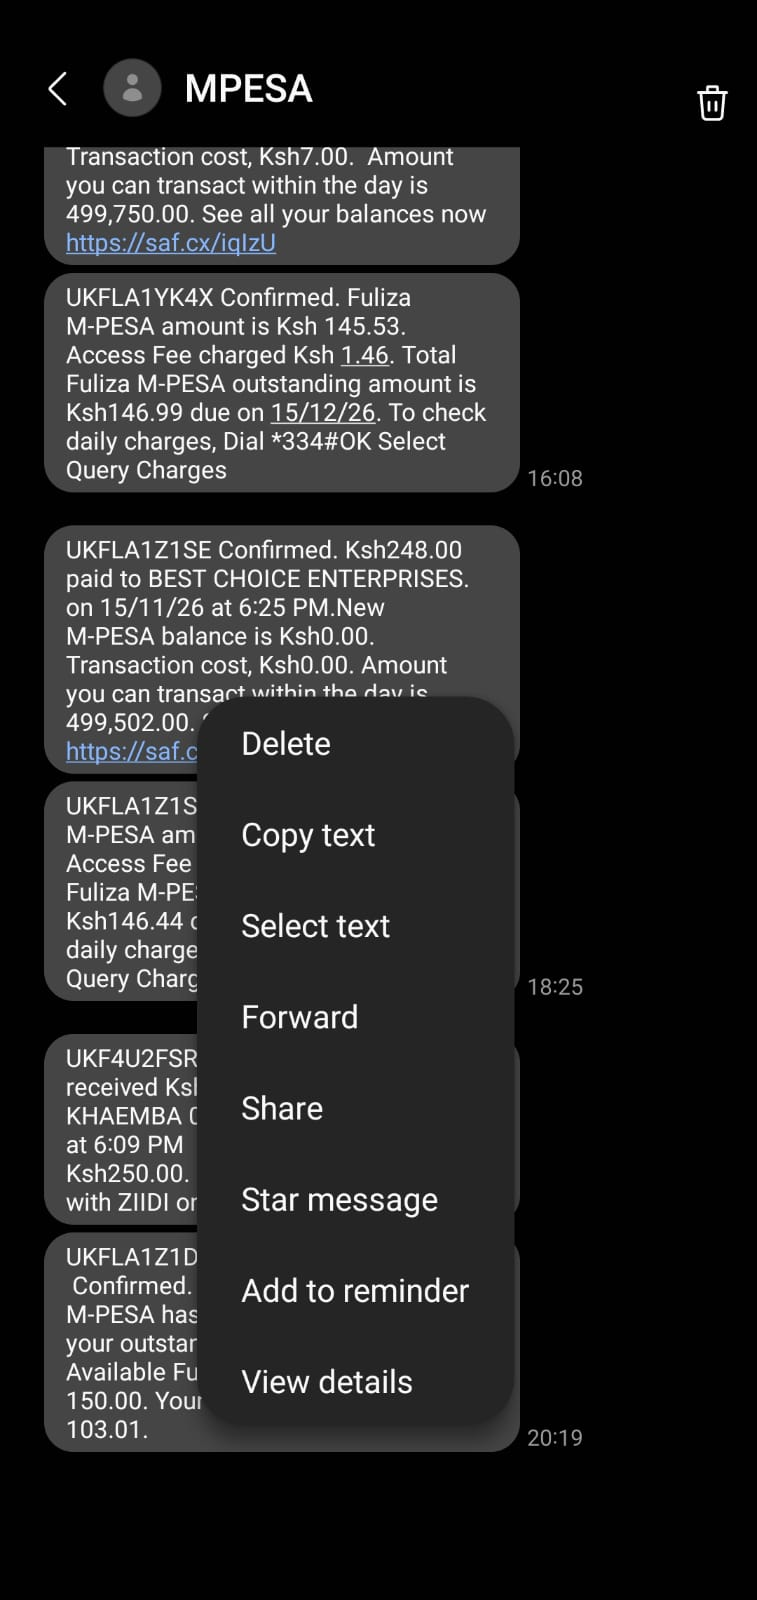 MPESA
Transaction cost, Ksh7.00. Amount
you can transact within the day is
499,750.00. See all your balances now
https://saf.cx/iqIzU
UKFLA1YK4X Confirmed. Fuliza
M-PESA amount is Ksh 145.53.
Access Fee charged Ksh 1.46. Total
Fuliza M-PESA outstanding amount is
Ksh146.99 due on 15/12/26. To check
daily charges, Dial *334#OK Select
Query Charges
16:08
UKFLA1Z1SE Confirmed. Ksh248.00
paid to BEST CHOICE ENTERPRISES.
on 15/11/26 at 6:25 PM.New
M-PESA balance is Ksh0.00.
Transaction cost, Ksh0.00. Amount
you can transact within the day is
499,502.00.
https://saf.c
UKFLA1Z1S
M-PESA am
Access Fee
Fuliza M-PE
Ksh146.44
daily charge
Query Charg
18:25
UKF4U2FSR
received Ksh
KHAEMBA
at 6:09 PM
Ksh250.00.
with ZIIDI or
UKFLA1Z1D
Confirmed.
M-PESA has
your outstar
Available Fu
150.00. Your
103.01.
20:19
Delete
Copy text
Select text
Forward
Share
Star message
Add to reminder
View details